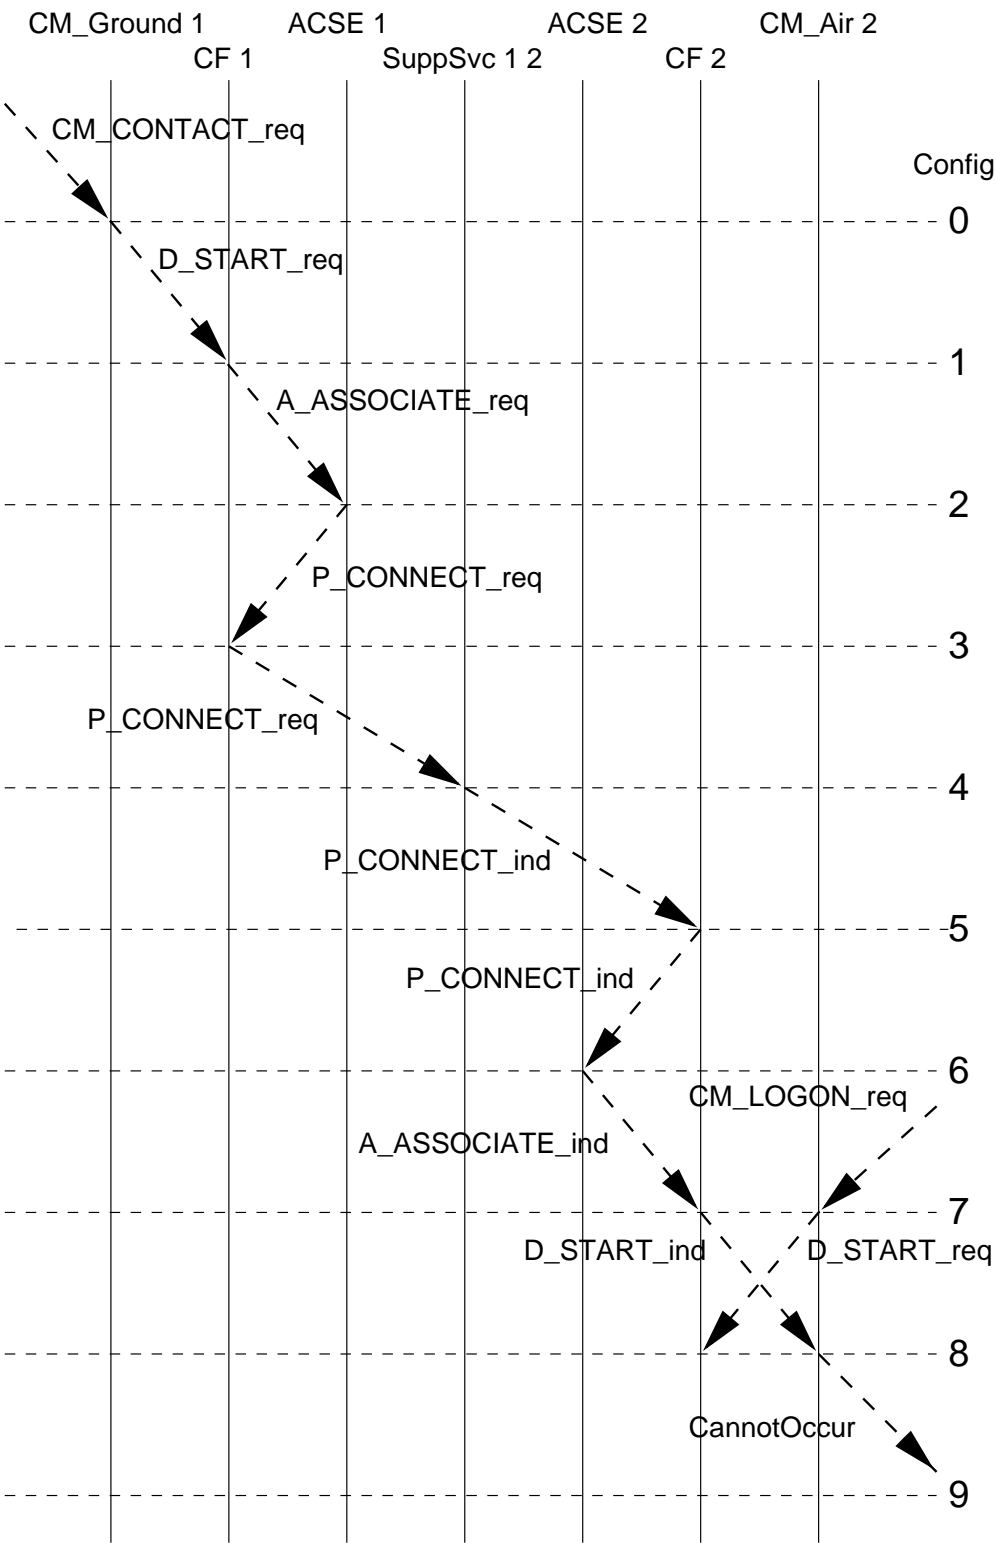 CM_Ground 1 ACSE 1 ACSE 2 CM_Air 2
CF 1 SuppSvc 1 2 CF 2
CM_CONTACT_req
Config
0
D_START_req
1
A_ASSOCIATE_req
2
P_CONNECT_req
3
P_CONNECT_req
4
P_CONNECT_ind
5
P_CONNECT_ind
6
CM_LOGON_req
A_ASSOCIATE_ind
7
D_START_ind D_START_req
8
CannotOccur
9